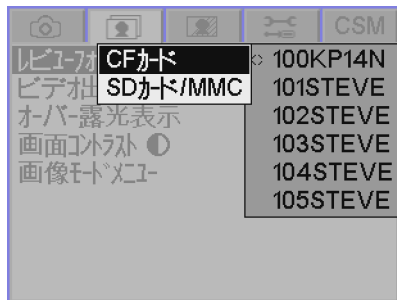 CSM
レビューフォ CFカード ◇ 100KP14N
ビデオ出 SDカード/MMC 101STEVE
オーバー露光表示 102STEVE
画面コントラスト 103STEVE
画像モードメニュー 104STEVE
105STEVE